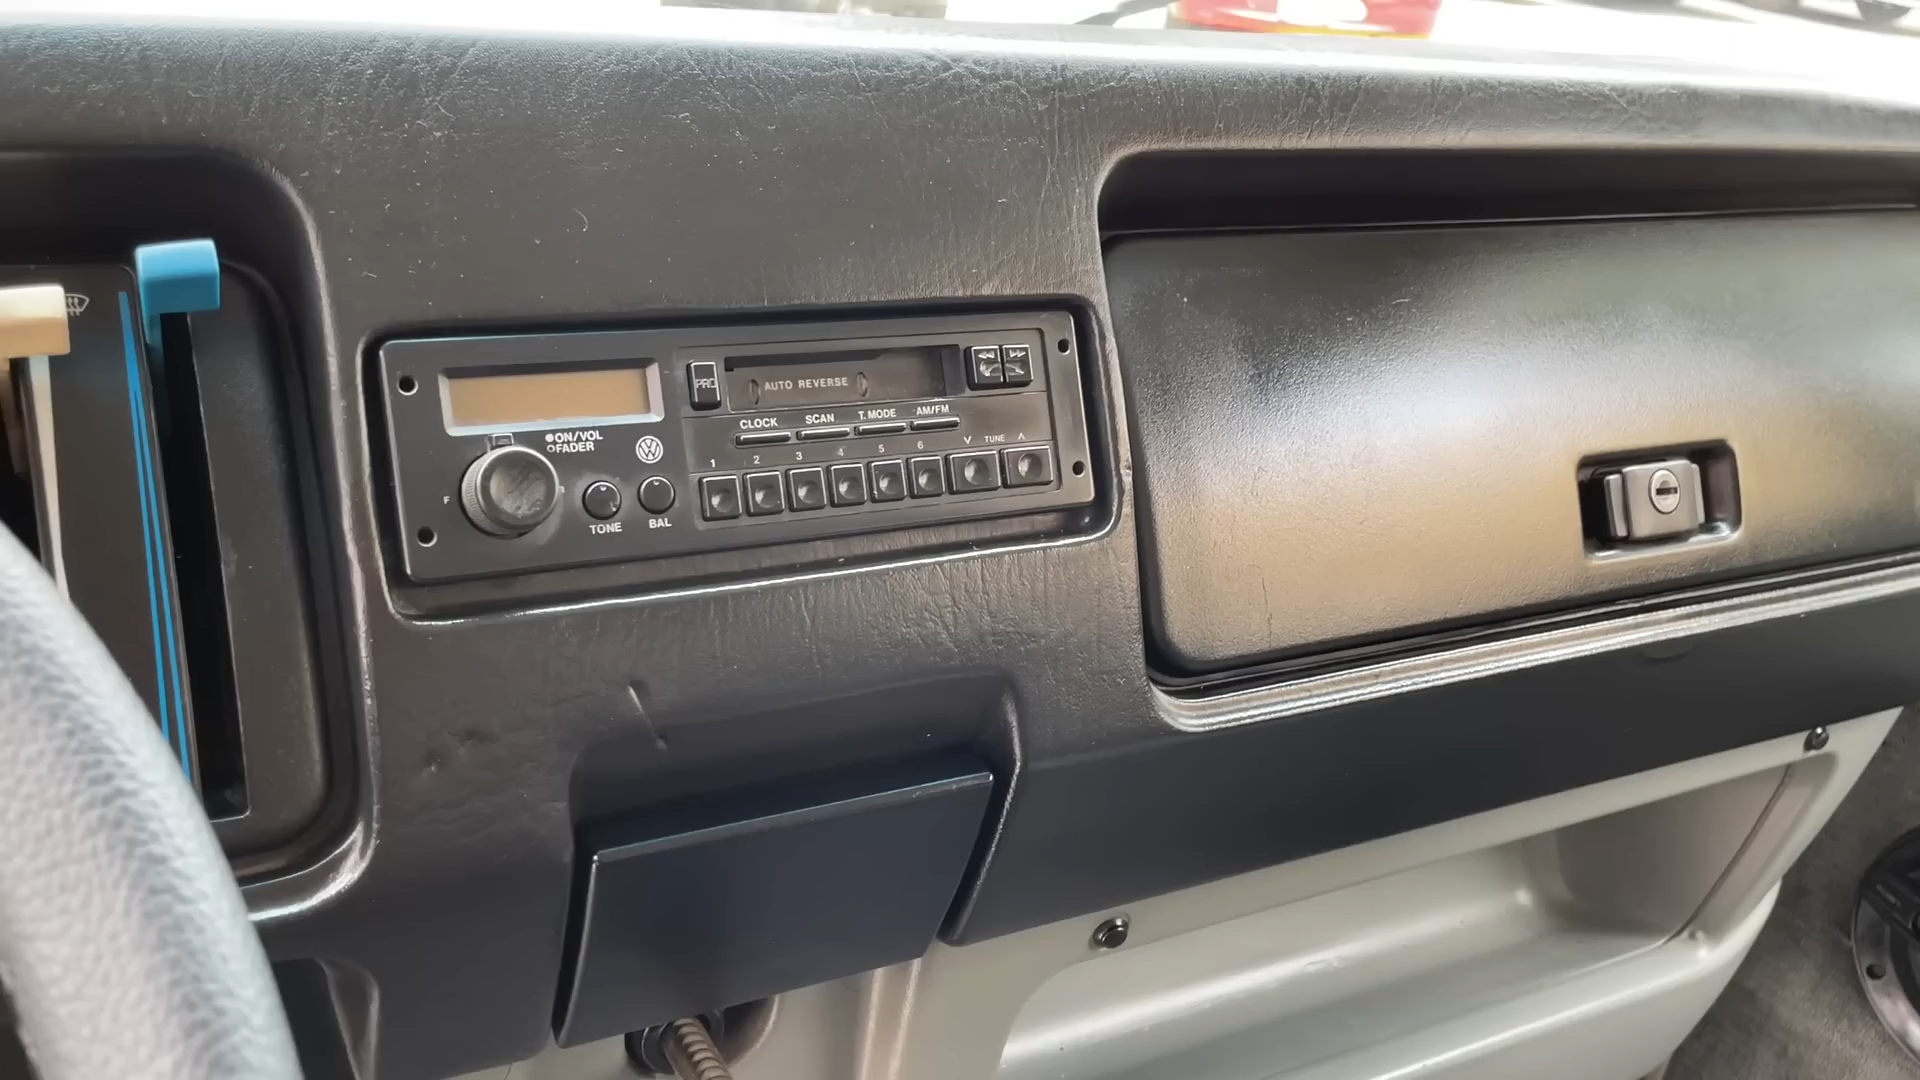 PRO
AUTO REVERSE
CLOCK SCAN T. MODE AM/FM
ON/VOL
FADER
1 2 3 4 5 6 TUNE
F
TONE BAL